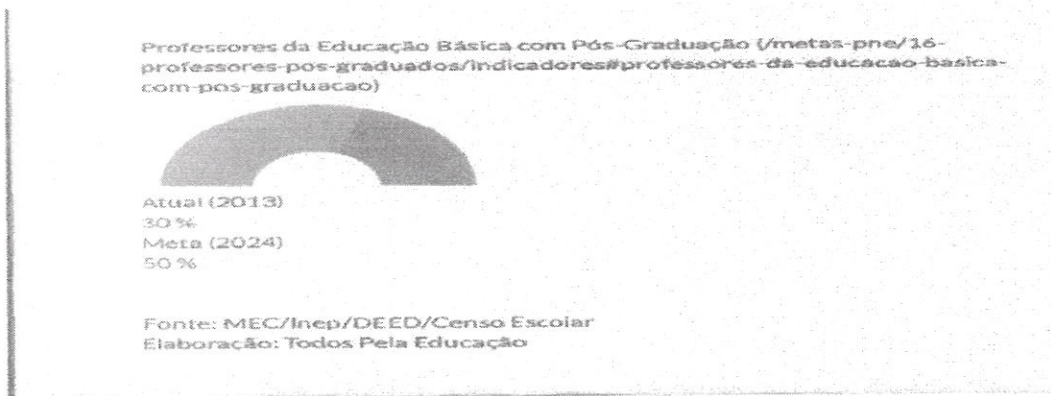 Professores da Educação Básica com Pós-Graduação (/metas-pne/16-
professores-pos-graduados/indicadores#professores-da-educacao-basica-
com-pos-graduacao)
Atual (2013)
30 %
Meta (2024)
50 %
Fonte: MEC/Inep/DEED/Censo Escolar
Elaboração: Todos Pela Educação